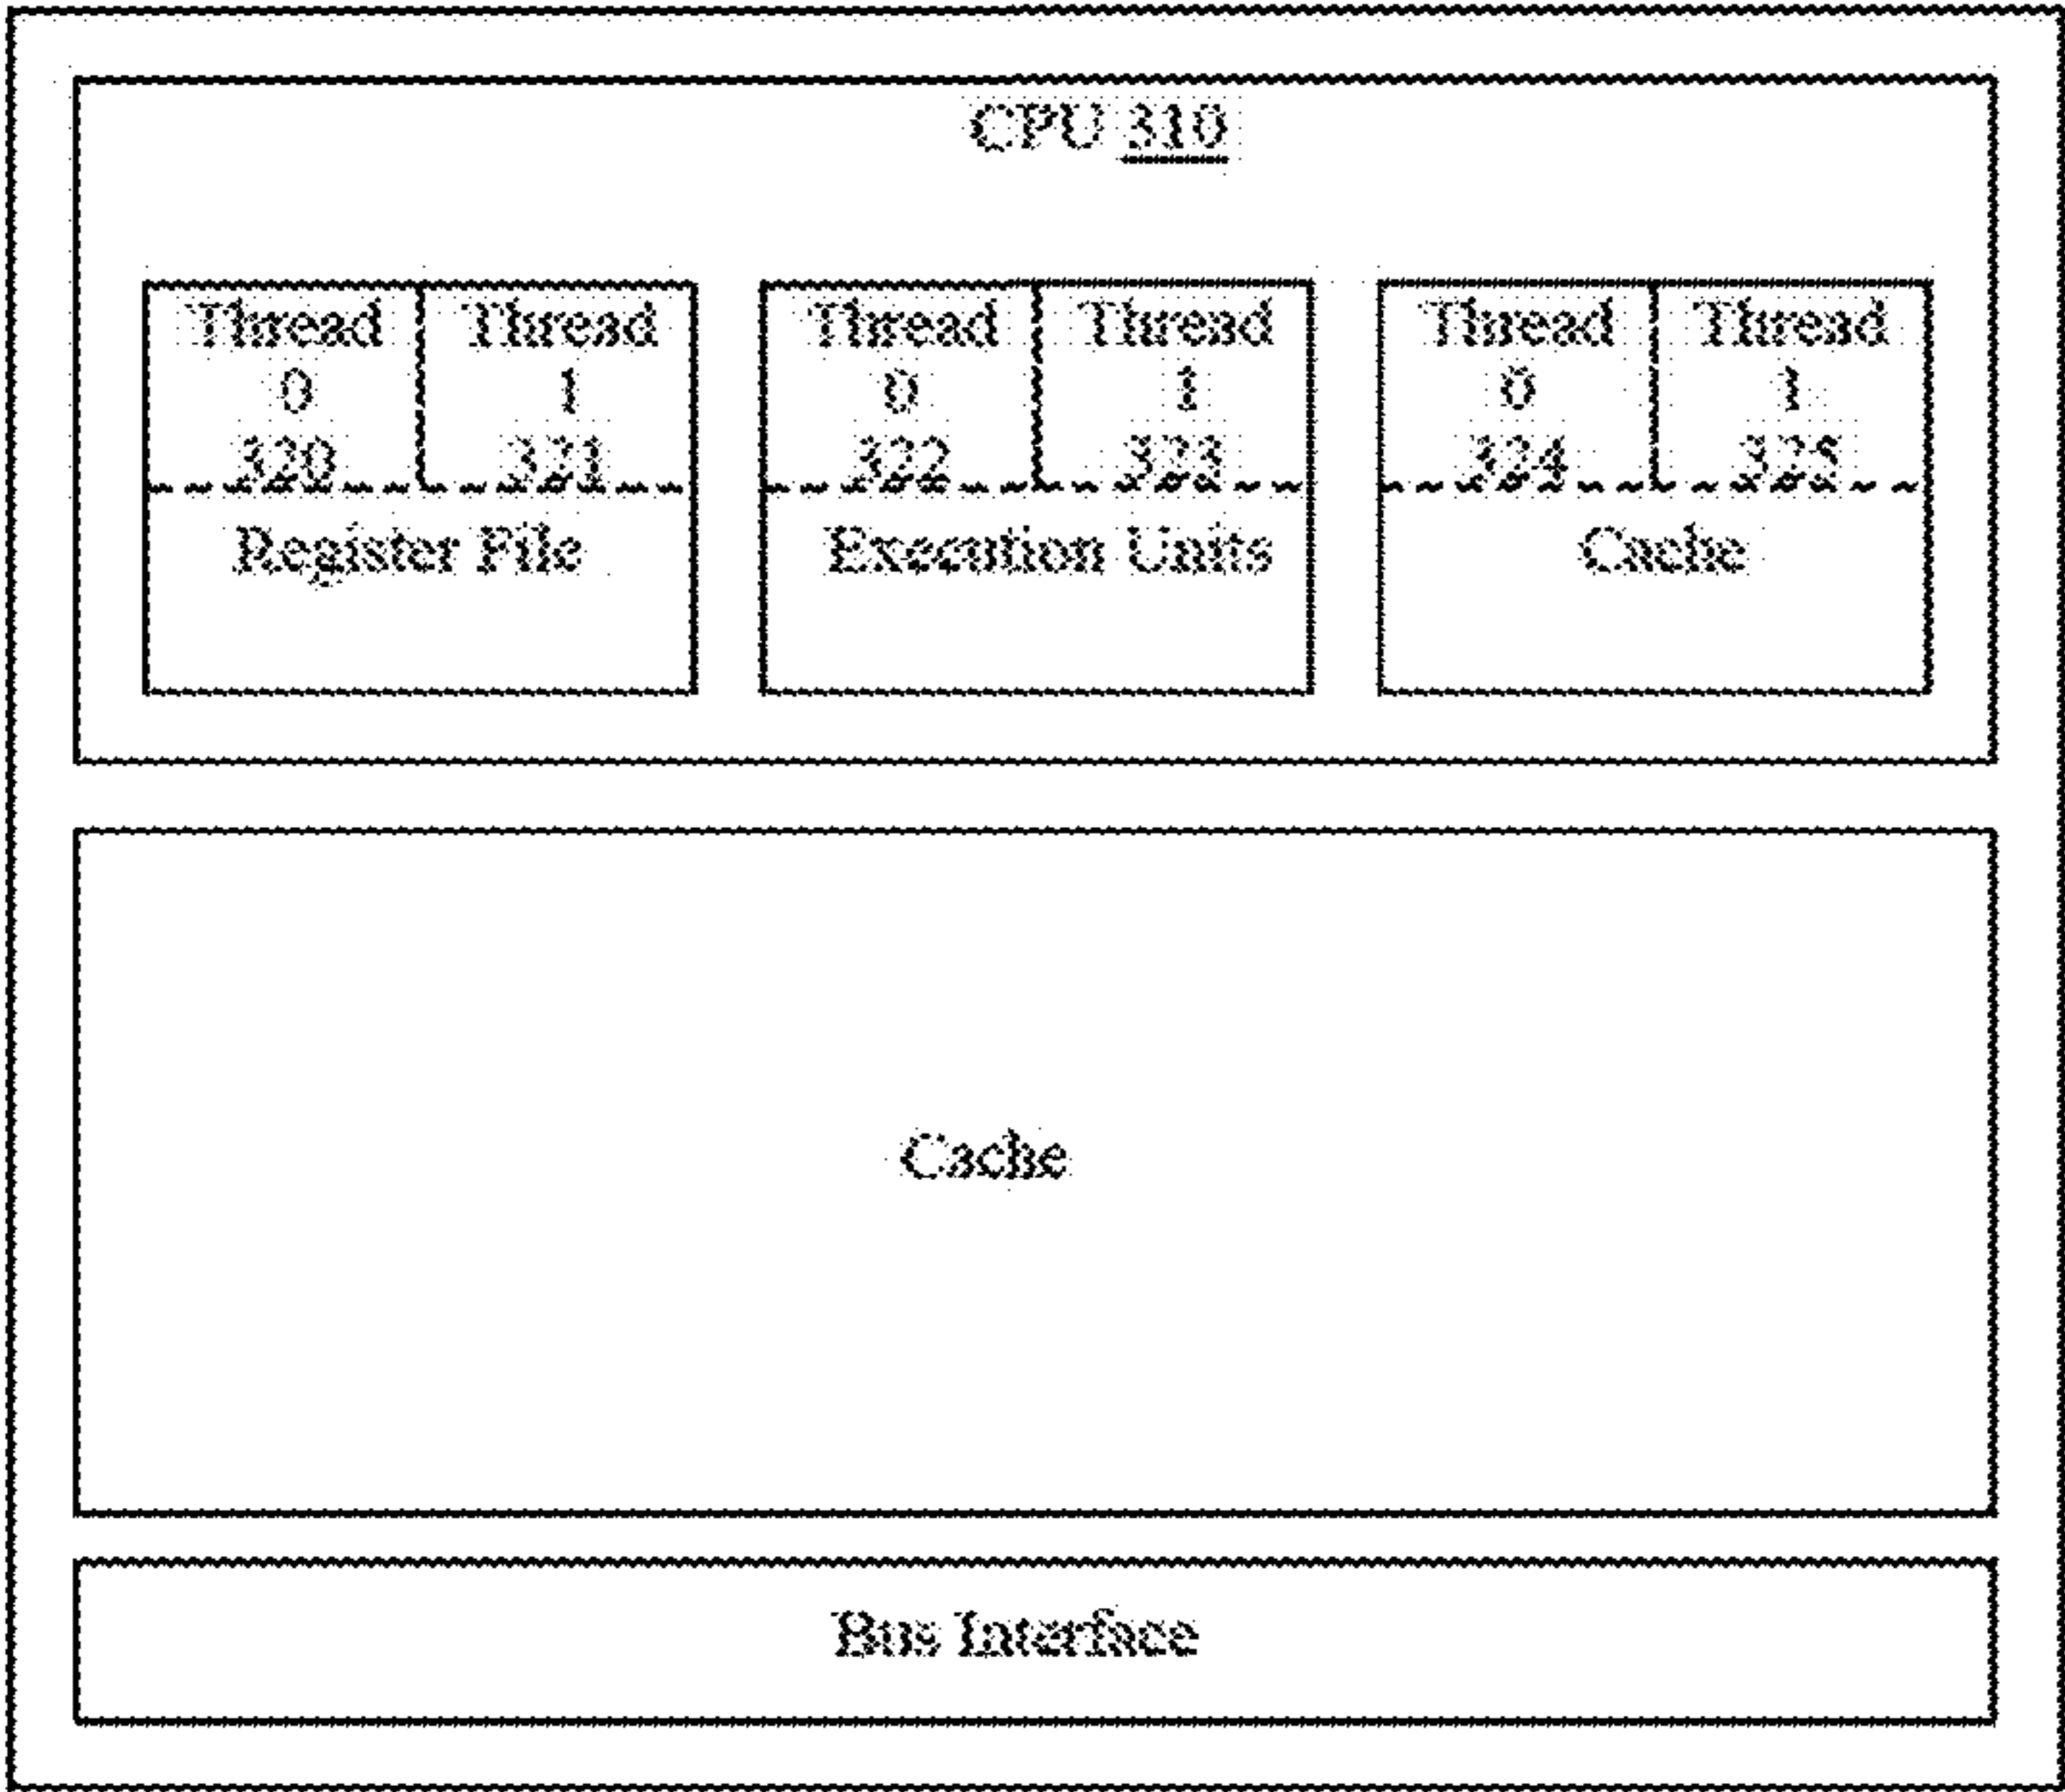 CPU 310
Thread Thread Thread Thread Thread Thread
0 1 0 1 0 1
320 321 322 323 324 325
Register File Execution Units Cache
Cache
Bus Interface